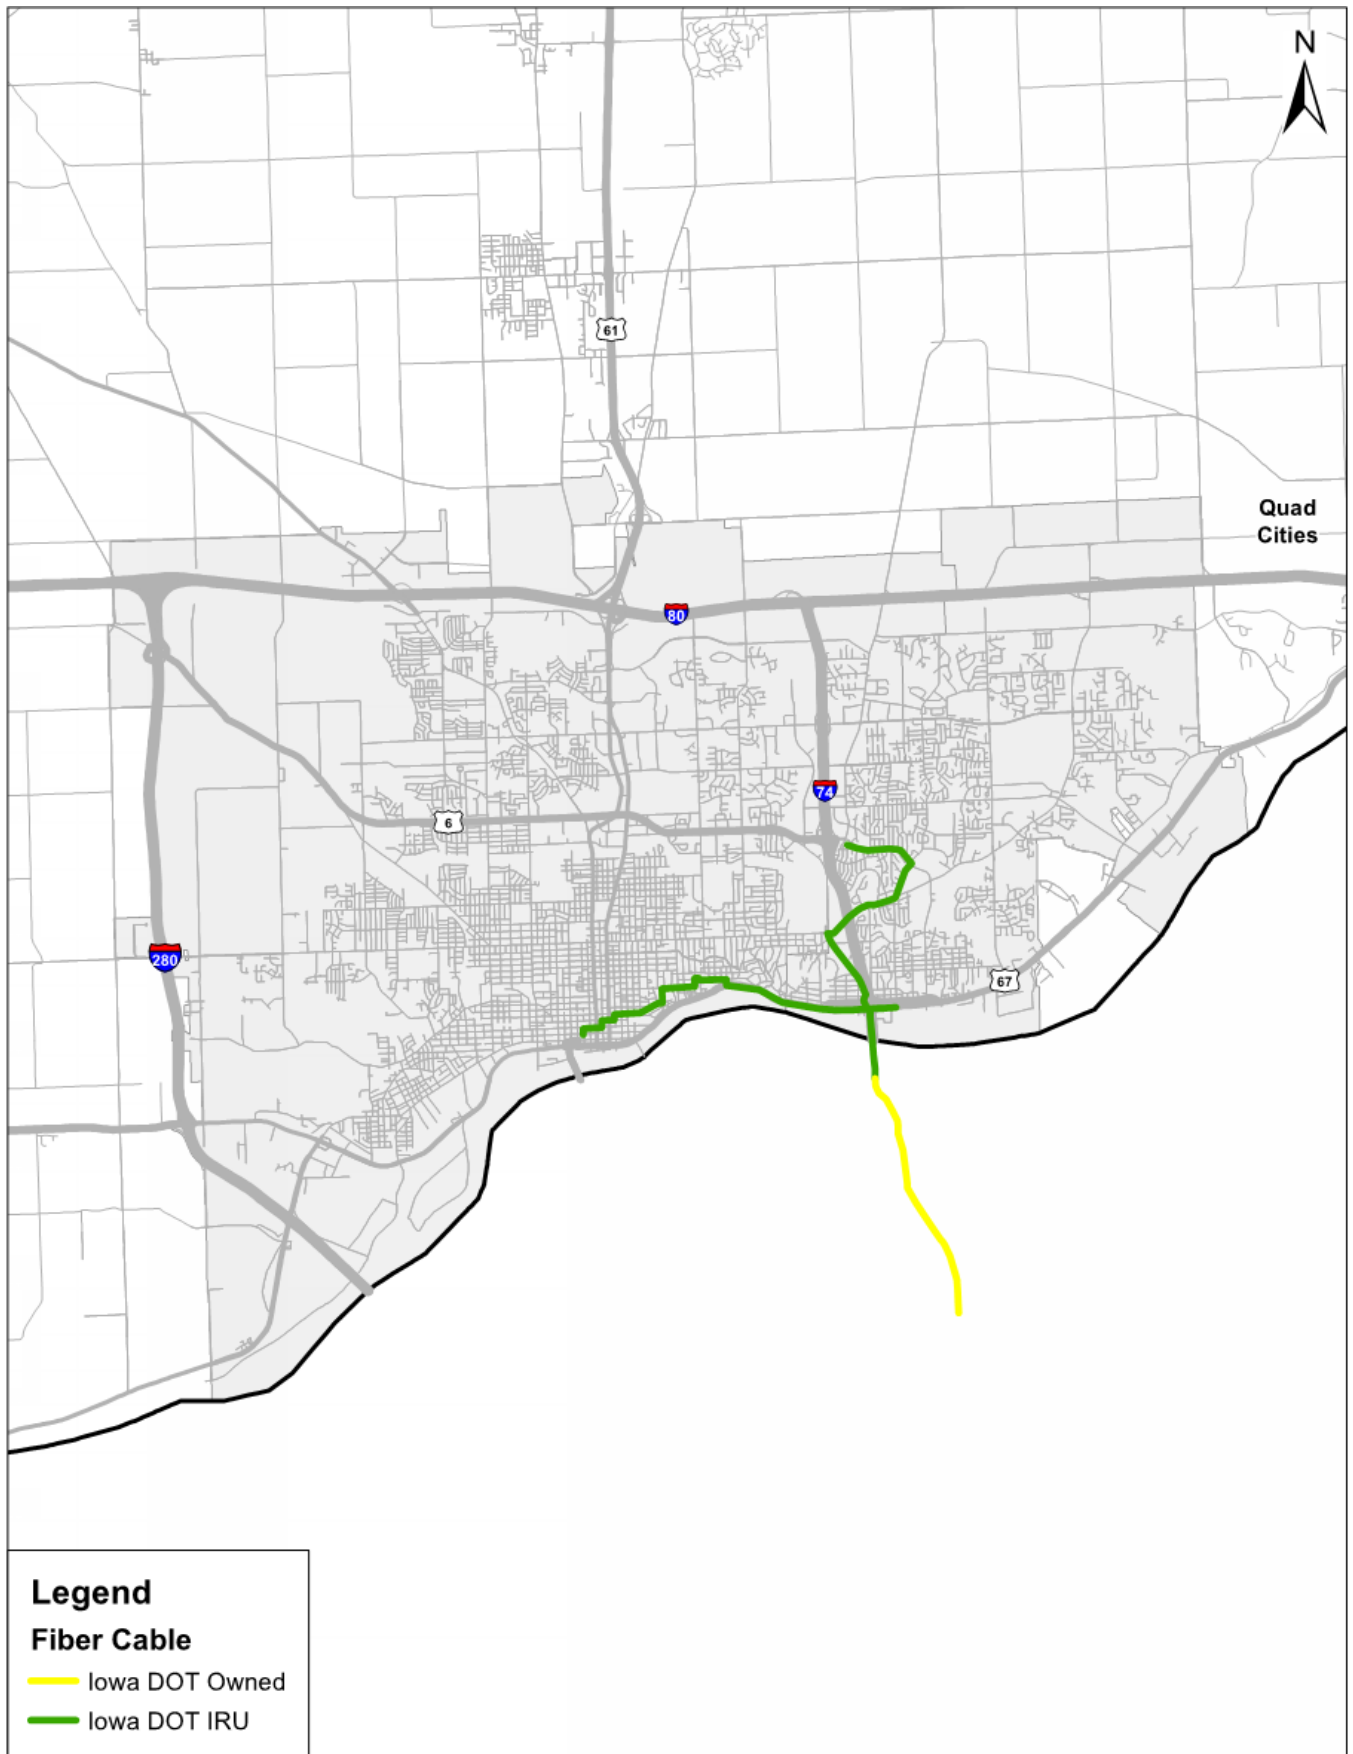 N
61
Quad
Cities
80
74
6
280
67
Legend
Fiber Cable
Iowa DOT Owned
Iowa DOT IRU